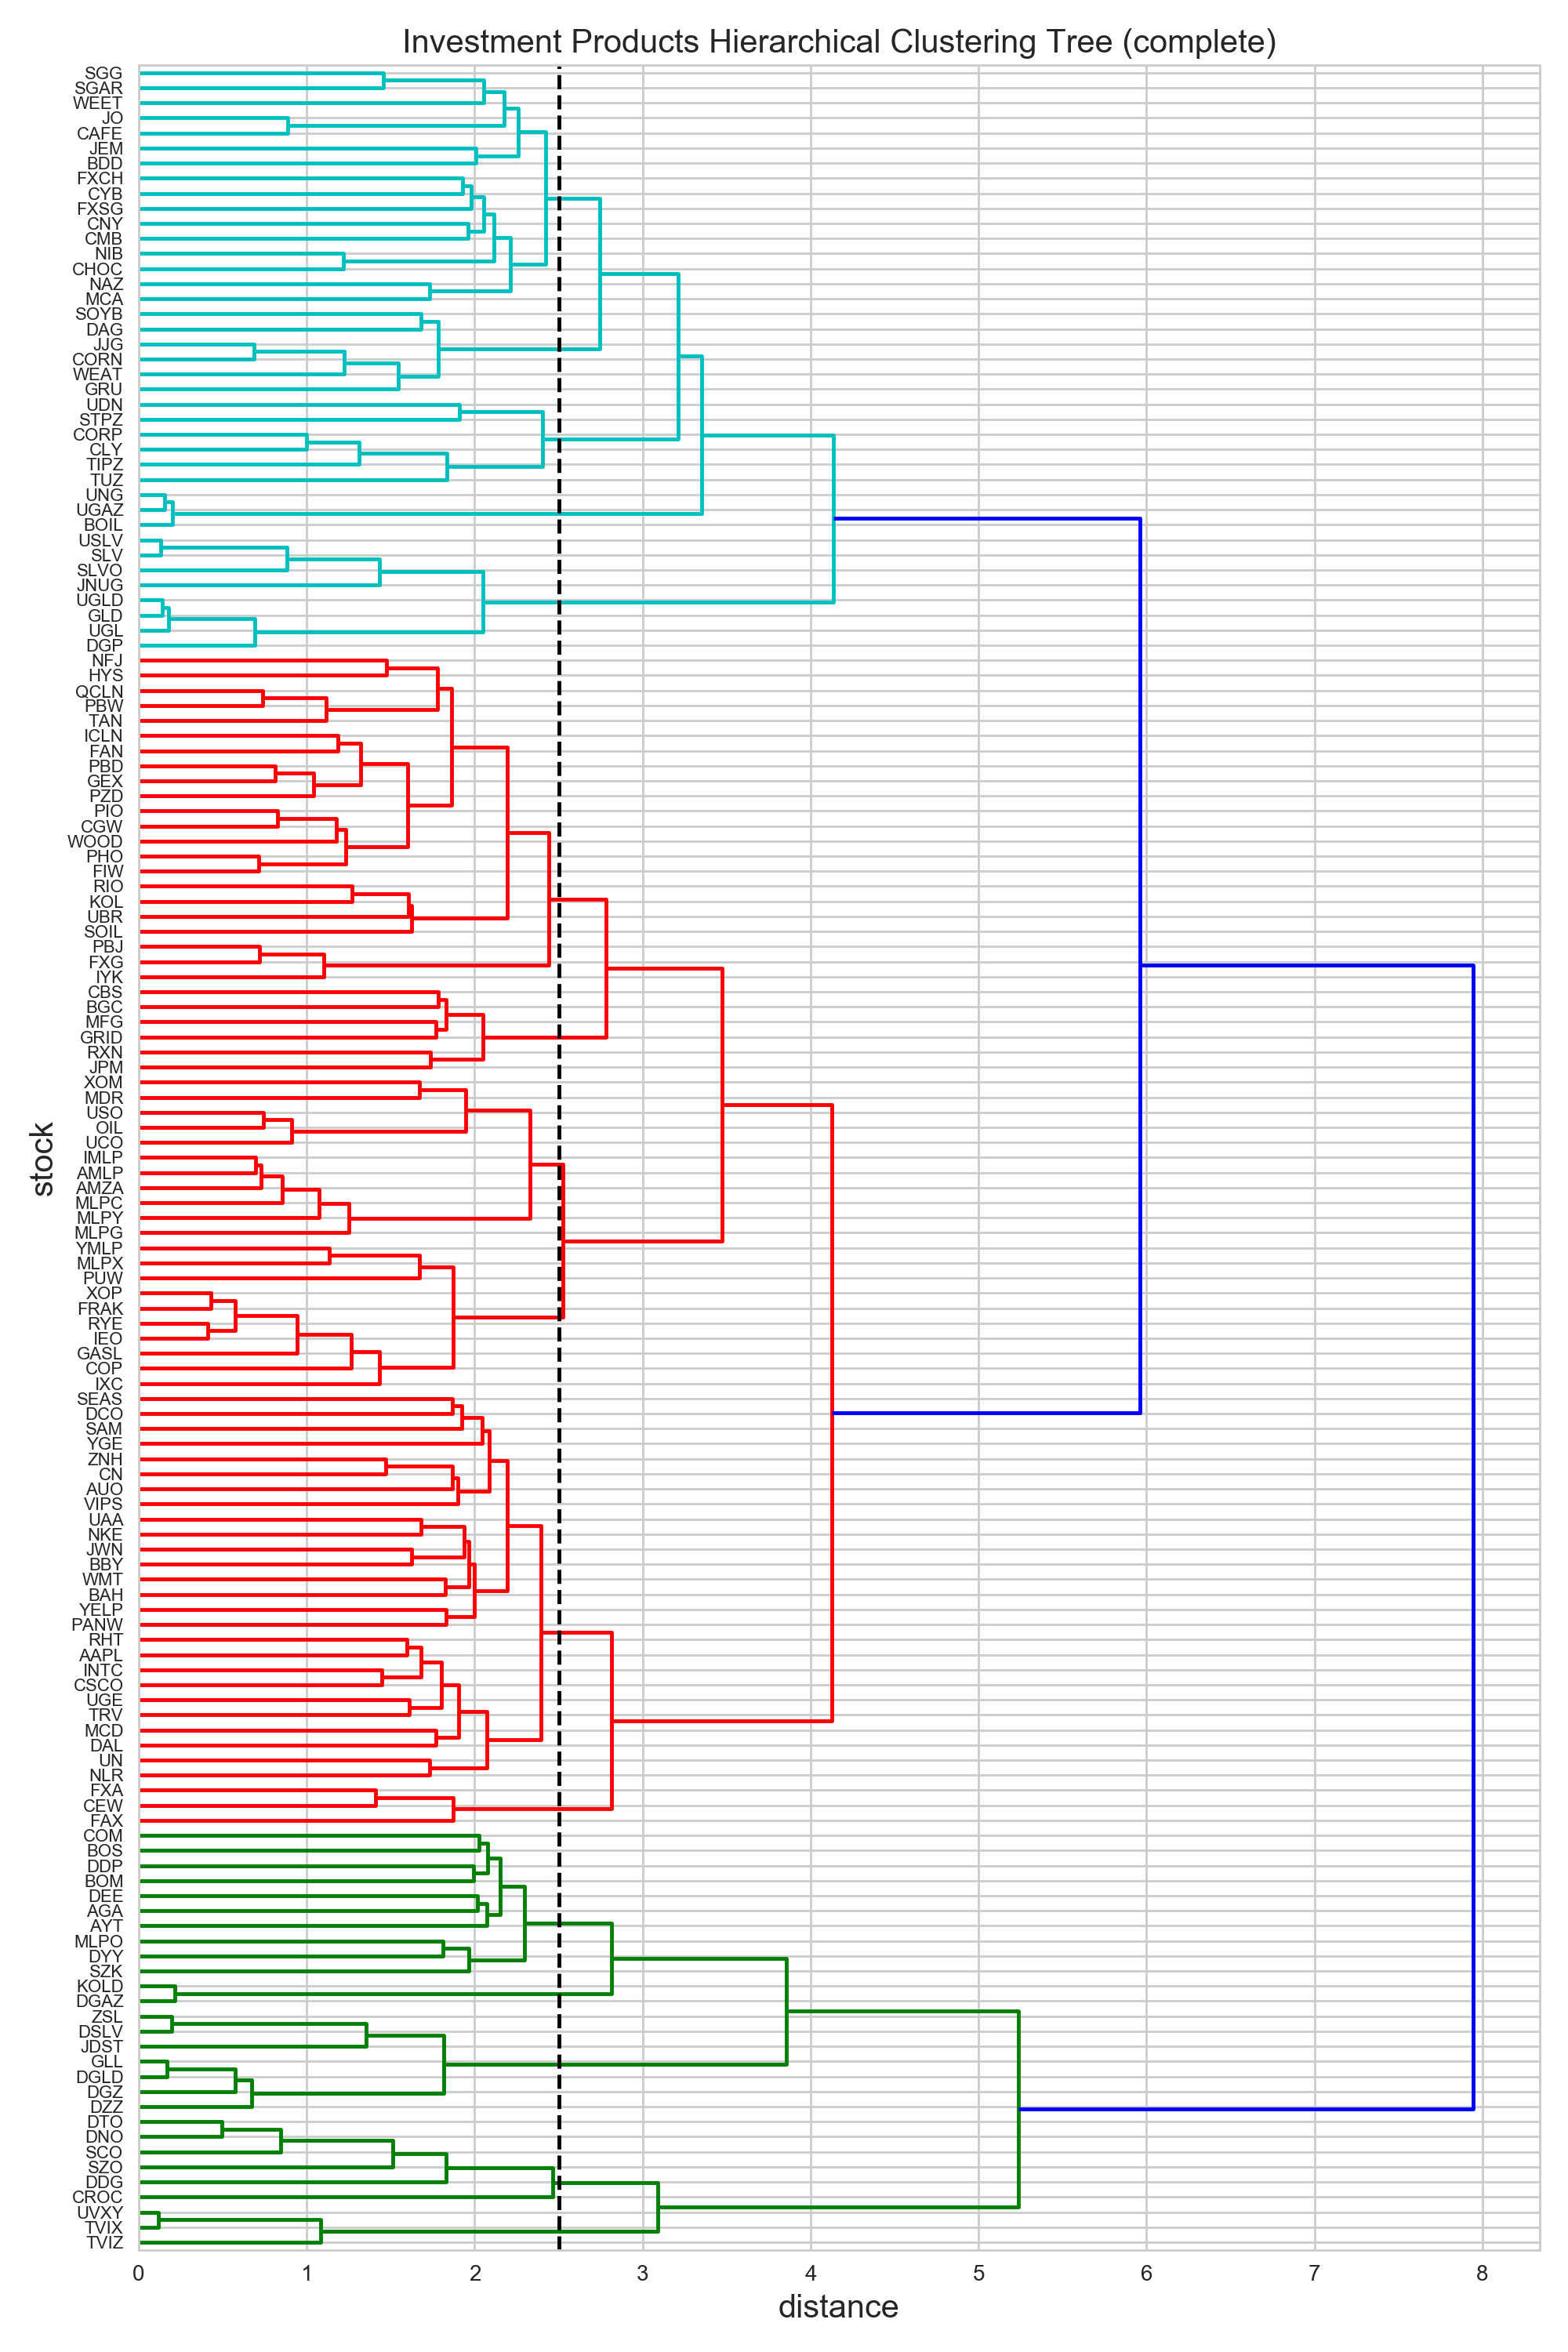 Investment Products Hierarchical Clustering Tree (complete)
SGG
SGAR
WEET
JO
CAFE
JEM
BDD
FXCH
CYB
FXSG
CNY
CMB
NIB
CHOC
NAZ
MCA
SOYB
DAG
JJG
CORN
WEAT
GRU
UDN
STPZ
CORP
CLY
TIPZ
TUZ
UNG
UGAZ
BOIL
USLV
SLV
SLVO
JNUG
UGLD
GLD
UGL
DGP
NFJ
HYS
QCLN
PBW
TAN
ICLN
FAN
PBD
GEX
PZD
PIO
CGW
WOOD
PHO
FIW
RIO
KOL
UBR
SOIL
PBJ
FXG
IYK
CBS
BGC
MFG
GRID
RXN
JPM
XOM
MDR
USO
OIL
UCO
IMLP
AMLP
AMZA
MLPC
MLPY
MLPG
YMLP
MLPX
PUW
XOP
FRAK
RYE
IEO
GASL
COP
IXC
SEAS
DCO
SAM
YGE
ZNH
CN
AUO
VIPS
UAA
NKE
JWN
BBY
WMT
BAH
YELP
PANW
RHT
AAPL
INTC
CSCO
UGE
TRV
MCD
DAL
UN
NLR
FXA
CEW
FAX
COM
BOS
DDP
BOM
DEE
AGA
AYT
MLPO
DYY
SZK
KOLD
DGAZ
ZSL
DSLV
JDST
GLL
DGLD
DGZ
DZZ
DTO
DNO
SCO
SZO
DDG
CROC
UVXY
TVIX
TVIZ
stock
0 1 2 3 4 5 6 7 8
distance